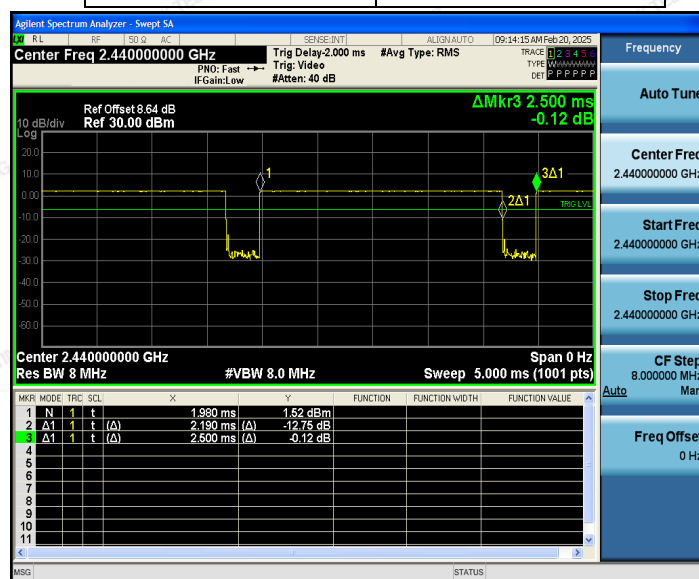 Agilent Spectrum Analyzer - Swept SA
LXI RL RF 50 Ω AC SENSE:INT ALIGN AUTO 09:14:15 AM Feb 20, 2025
Center Freq 2.440000000 GHz
PNO: Fast
IFGain:Low
Trig Delay-2.000 ms
Trig: Video
#Atten: 40 dB
#Avg Type: RMS
TRACE 1 2 3 4 5 6
TYPE W
DET P P P P P P
Ref Offset 8.64 dB
10 dB/div Ref 30.00 dBm
Log
ΔMkr3 2.500 ms
-0.12 dB
20.0
10.0
0.00
-10.0
-20.0
-30.0
-40.0
-50.0
-60.0
1
2Δ1
3Δ1
TRIG LVL
Center 2.440000000 GHz Span 0 Hz
Res BW 8 MHz #VBW 8.0 MHz Sweep 5.000 ms (1001 pts)
MKR MODE TRC SCL X Y FUNCTION FUNCTION WIDTH FUNCTION VALUE
1 N 1 t 1.980 ms 1.52 dBm
2 Δ1 1 t (Δ) 2.190 ms (Δ) -12.75 dB
3 Δ1 1 t (Δ) 2.500 ms (Δ) -0.12 dB
4
5
6
7
8
9
10
11
MSG STATUS
Frequency
Auto Tune
Center Freq
2.440000000 GHz
Start Freq
2.440000000 GHz
Stop Freq
2.440000000 GHz
CF Step
8.000000 MHz
Auto Man
Freq Offset
0 Hz